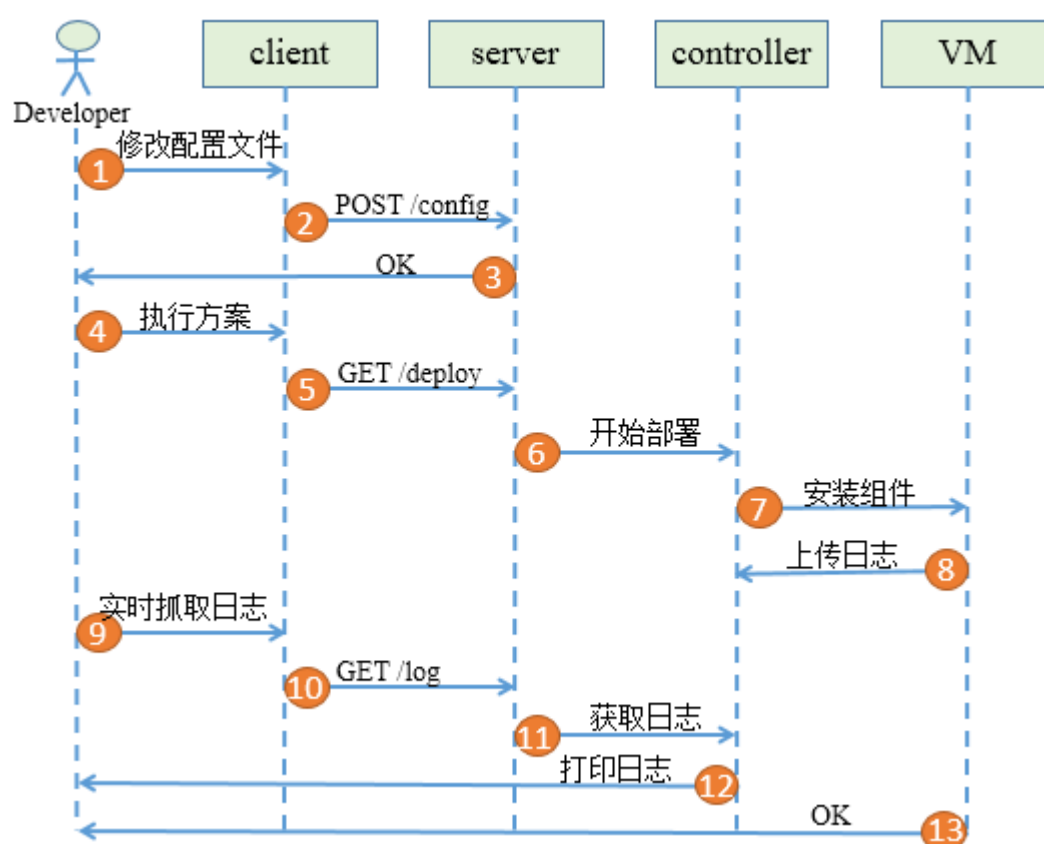 client
server
controller
VM
Developer
修改配置文件
1
POST /config
2
OK
3
执行方案
4
GET /deploy
5
开始部署
6
安装组件
7
上传日志
8
实时抓取日志
9
GET /log
10
获取日志
11
打印日志
12
OK
13